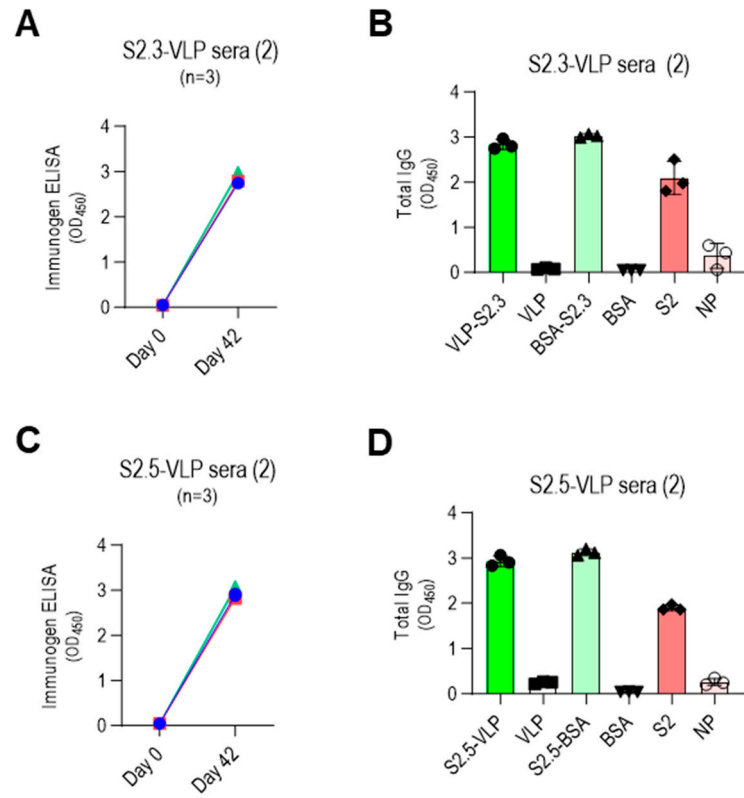 A
S2.3-VLP sera (2)
(n=3)
Immunogen ELISA
(OD450)
4
3
2
1
0
Day 0
Day 42
B
S2.3-VLP sera (2)
Total IgG
(OD450)
4
3
2
1
0
VLP-S2.3
VLP
BSA-S2.3
BSA
S2
NP
C
S2.5-VLP sera (2)
(n=3)
Immunogen ELISA
(OD450)
4
3
2
1
0
Day 0
Day 42
D
S2.5-VLP sera (2)
Total IgG
(OD450)
4
3
2
1
0
S2.5-VLP
VLP
S2.5-BSA
BSA
S2
NP